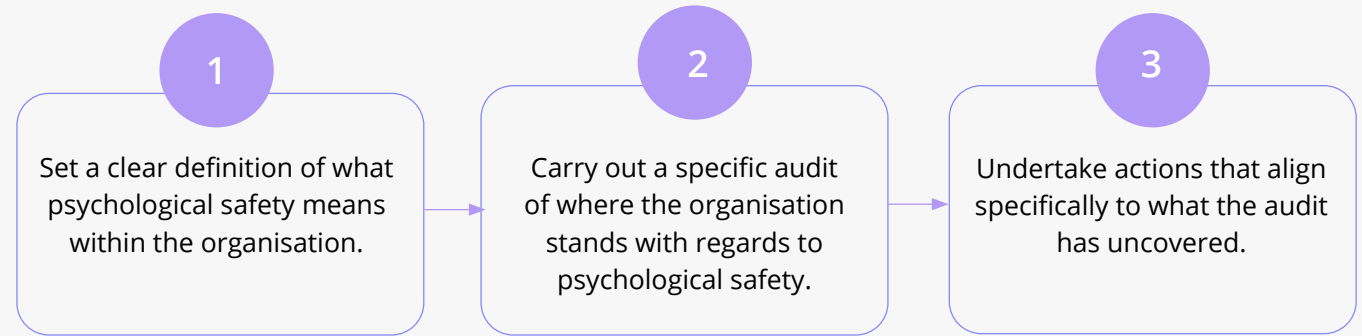 1
Set a clear definition of what
psychological safety means
within the organisation.
2
Carry out a specific audit
of where the organisation
stands with regards to
psychological safety.
3
Undertake actions that align
specifically to what the audit
has uncovered.